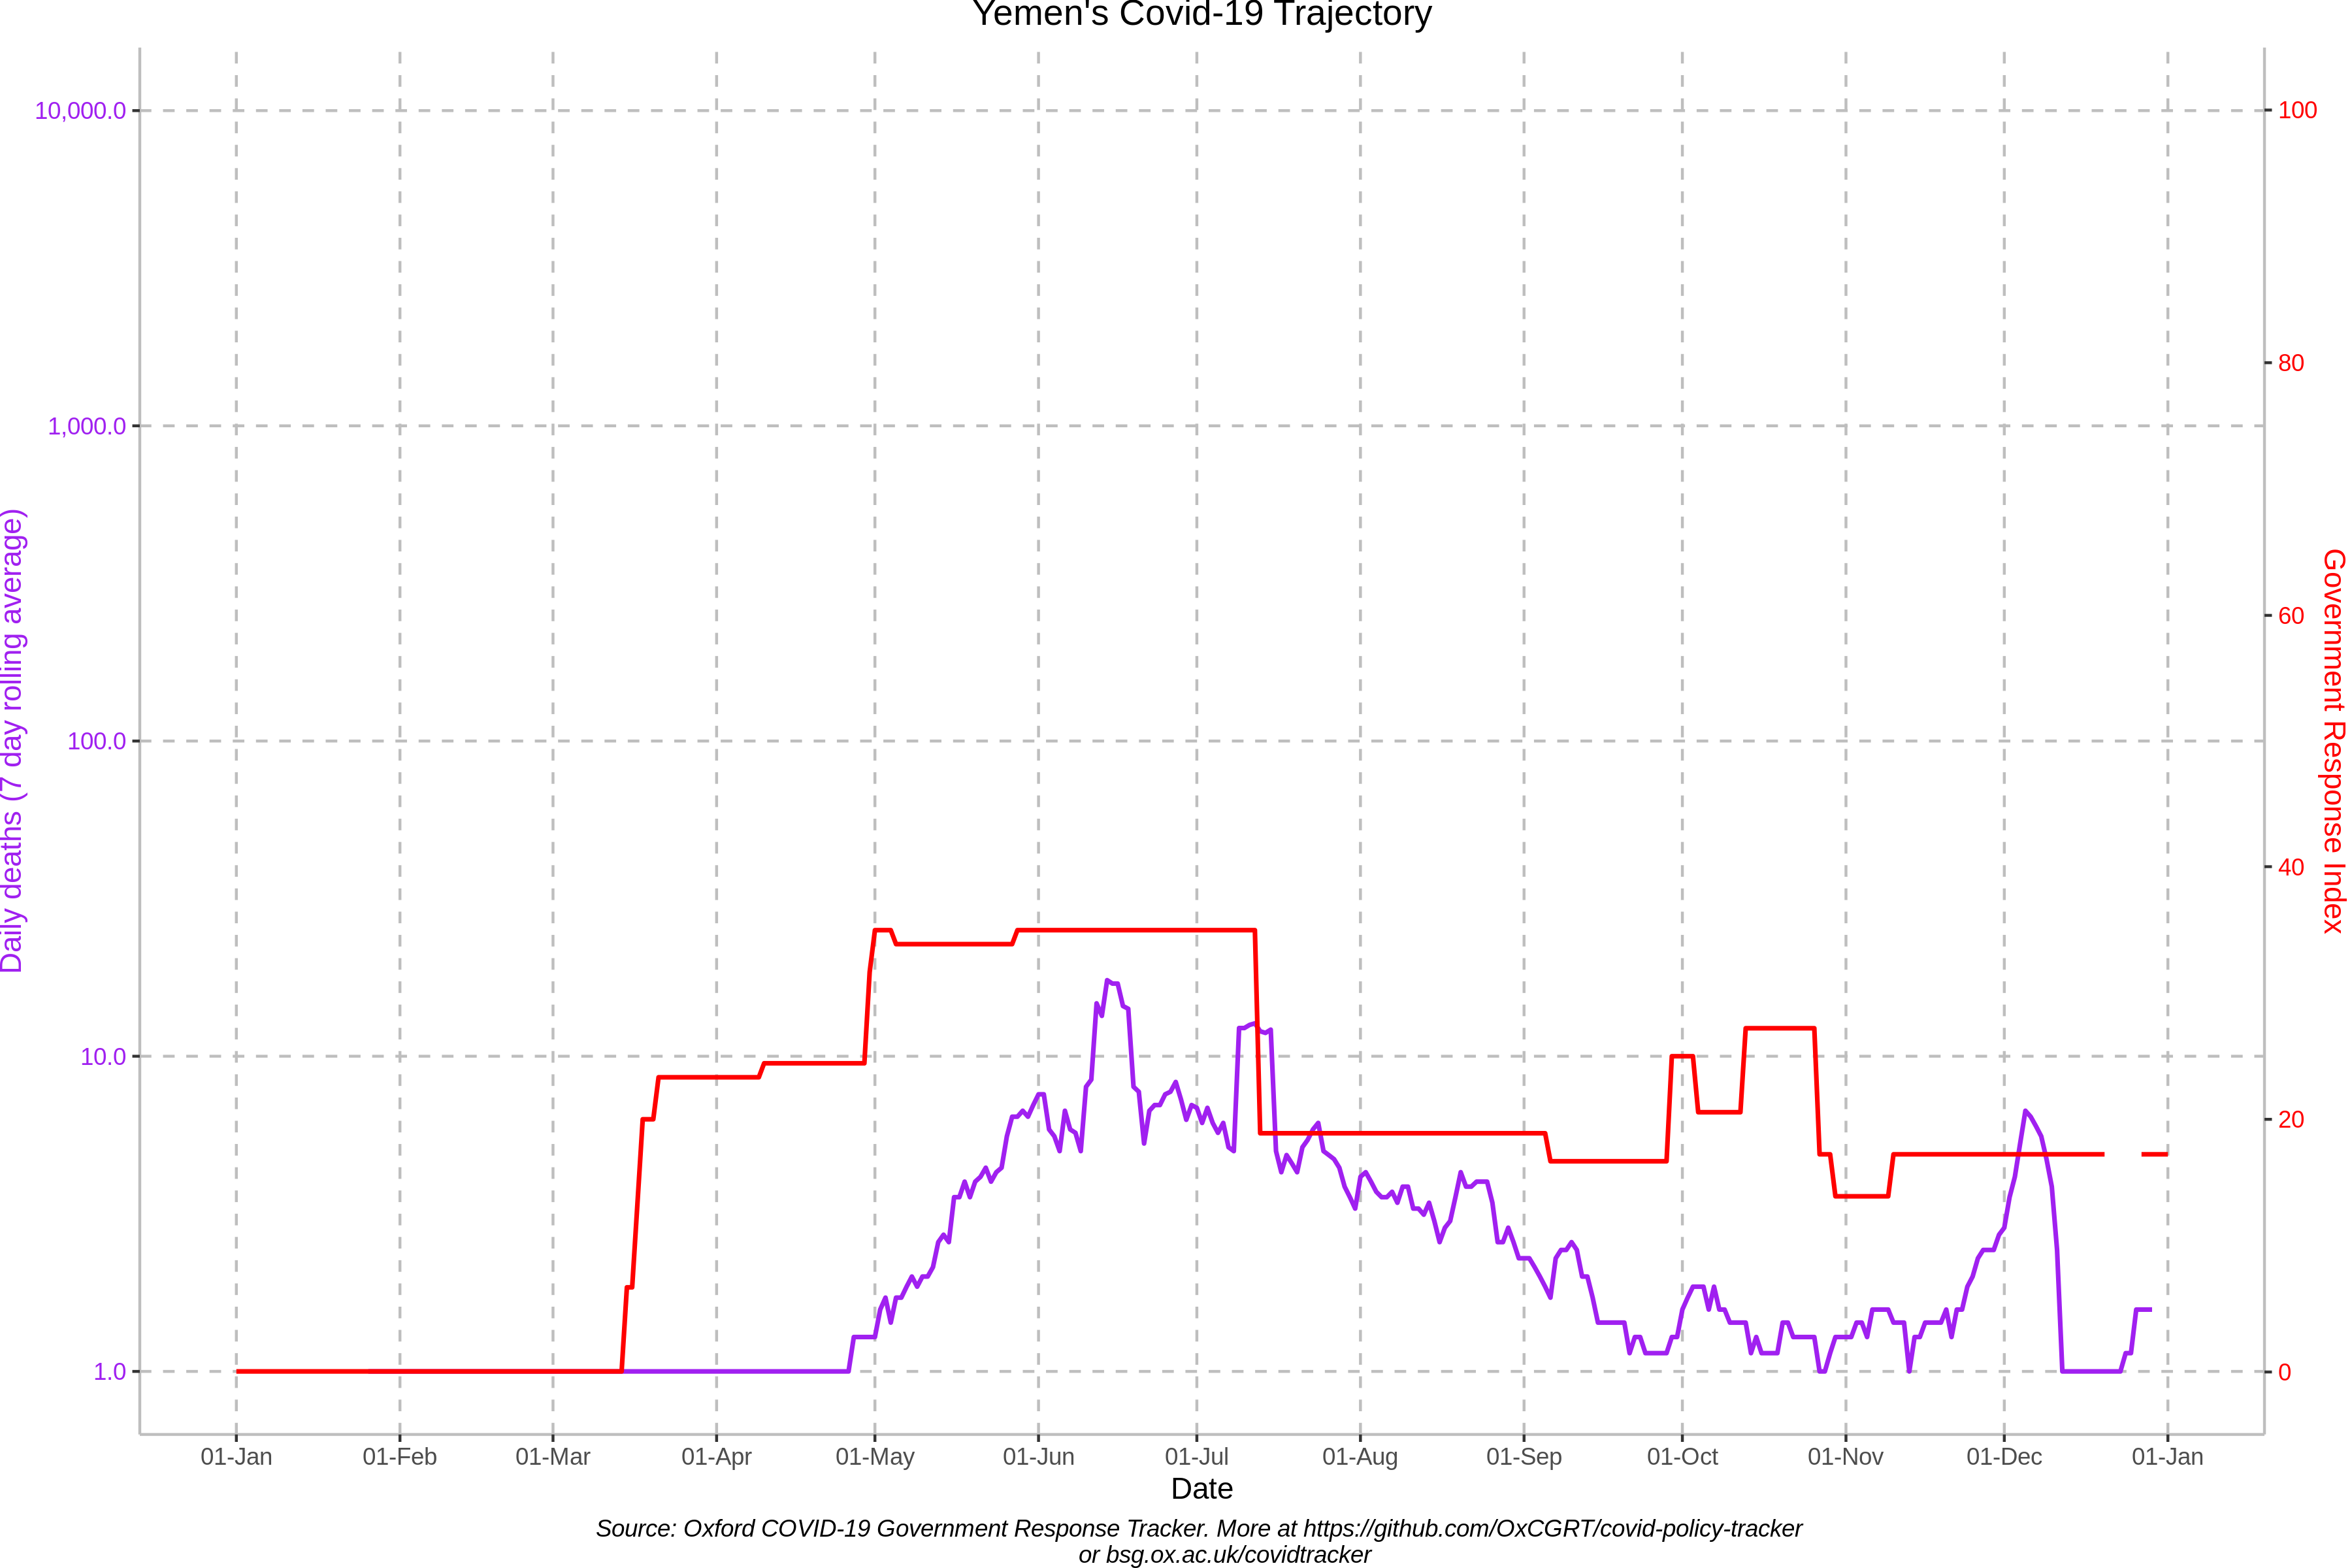 Yemen's Covid-19 Trajectory
10,000.0
1,000.0
100.0
10.0
1.0
Daily deaths (7 day rolling average)
100
80
60
40
20
0
Government Response Index
01-Jan 01-Feb 01-Mar 01-Apr 01-May 01-Jun 01-Jul 01-Aug 01-Sep 01-Oct 01-Nov 01-Dec 01-Jan
Date
Source: Oxford COVID-19 Government Response Tracker. More at https://github.com/OxCGRT/covid-policy-tracker
or bsg.ox.ac.uk/covidtracker